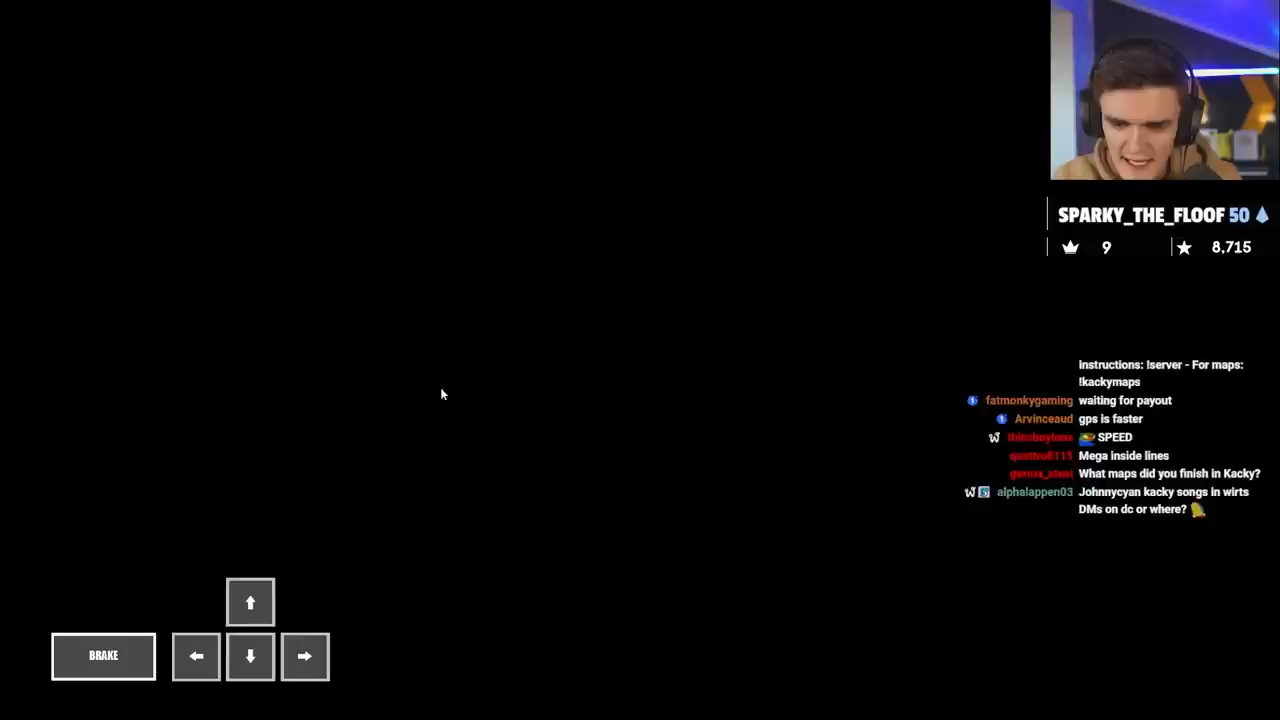 SPARKY_THE_FLOOF 50
9 8,715
Instructions: !server - For maps:
!kackymaps
fatmonkygaming waiting for payout
Arvinceaud gps is faster
SPEED
quattro8115 Mega inside lines
What maps did you finish in Kacky?
alphalappen03 Johnnycyan kacky songs in wirts
DMs on dc or where?
BRAKE